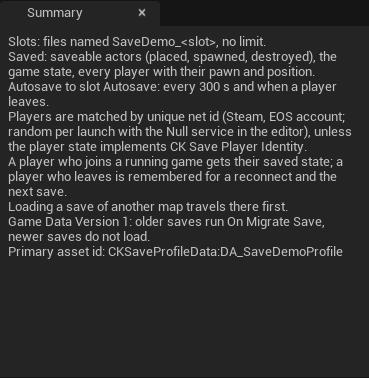 Summary ×
Slots: files named SaveDemo_<slot>, no limit.
Saved: saveable actors (placed, spawned, destroyed), the
game state, every player with their pawn and position.
Autosave to slot Autosave: every 300 s and when a player
leaves.
Players are matched by unique net id (Steam, EOS account;
random per launch with the Null service in the editor), unless
the player state implements CK Save Player Identity.
A player who joins a running game gets their saved state; a
player who leaves is remembered for a reconnect and the
next save.
Loading a save of another map travels there first.
Game Data Version 1: older saves run On Migrate Save,
newer saves do not load.
Primary asset id: CKSaveProfileData:DA_SaveDemoProfile